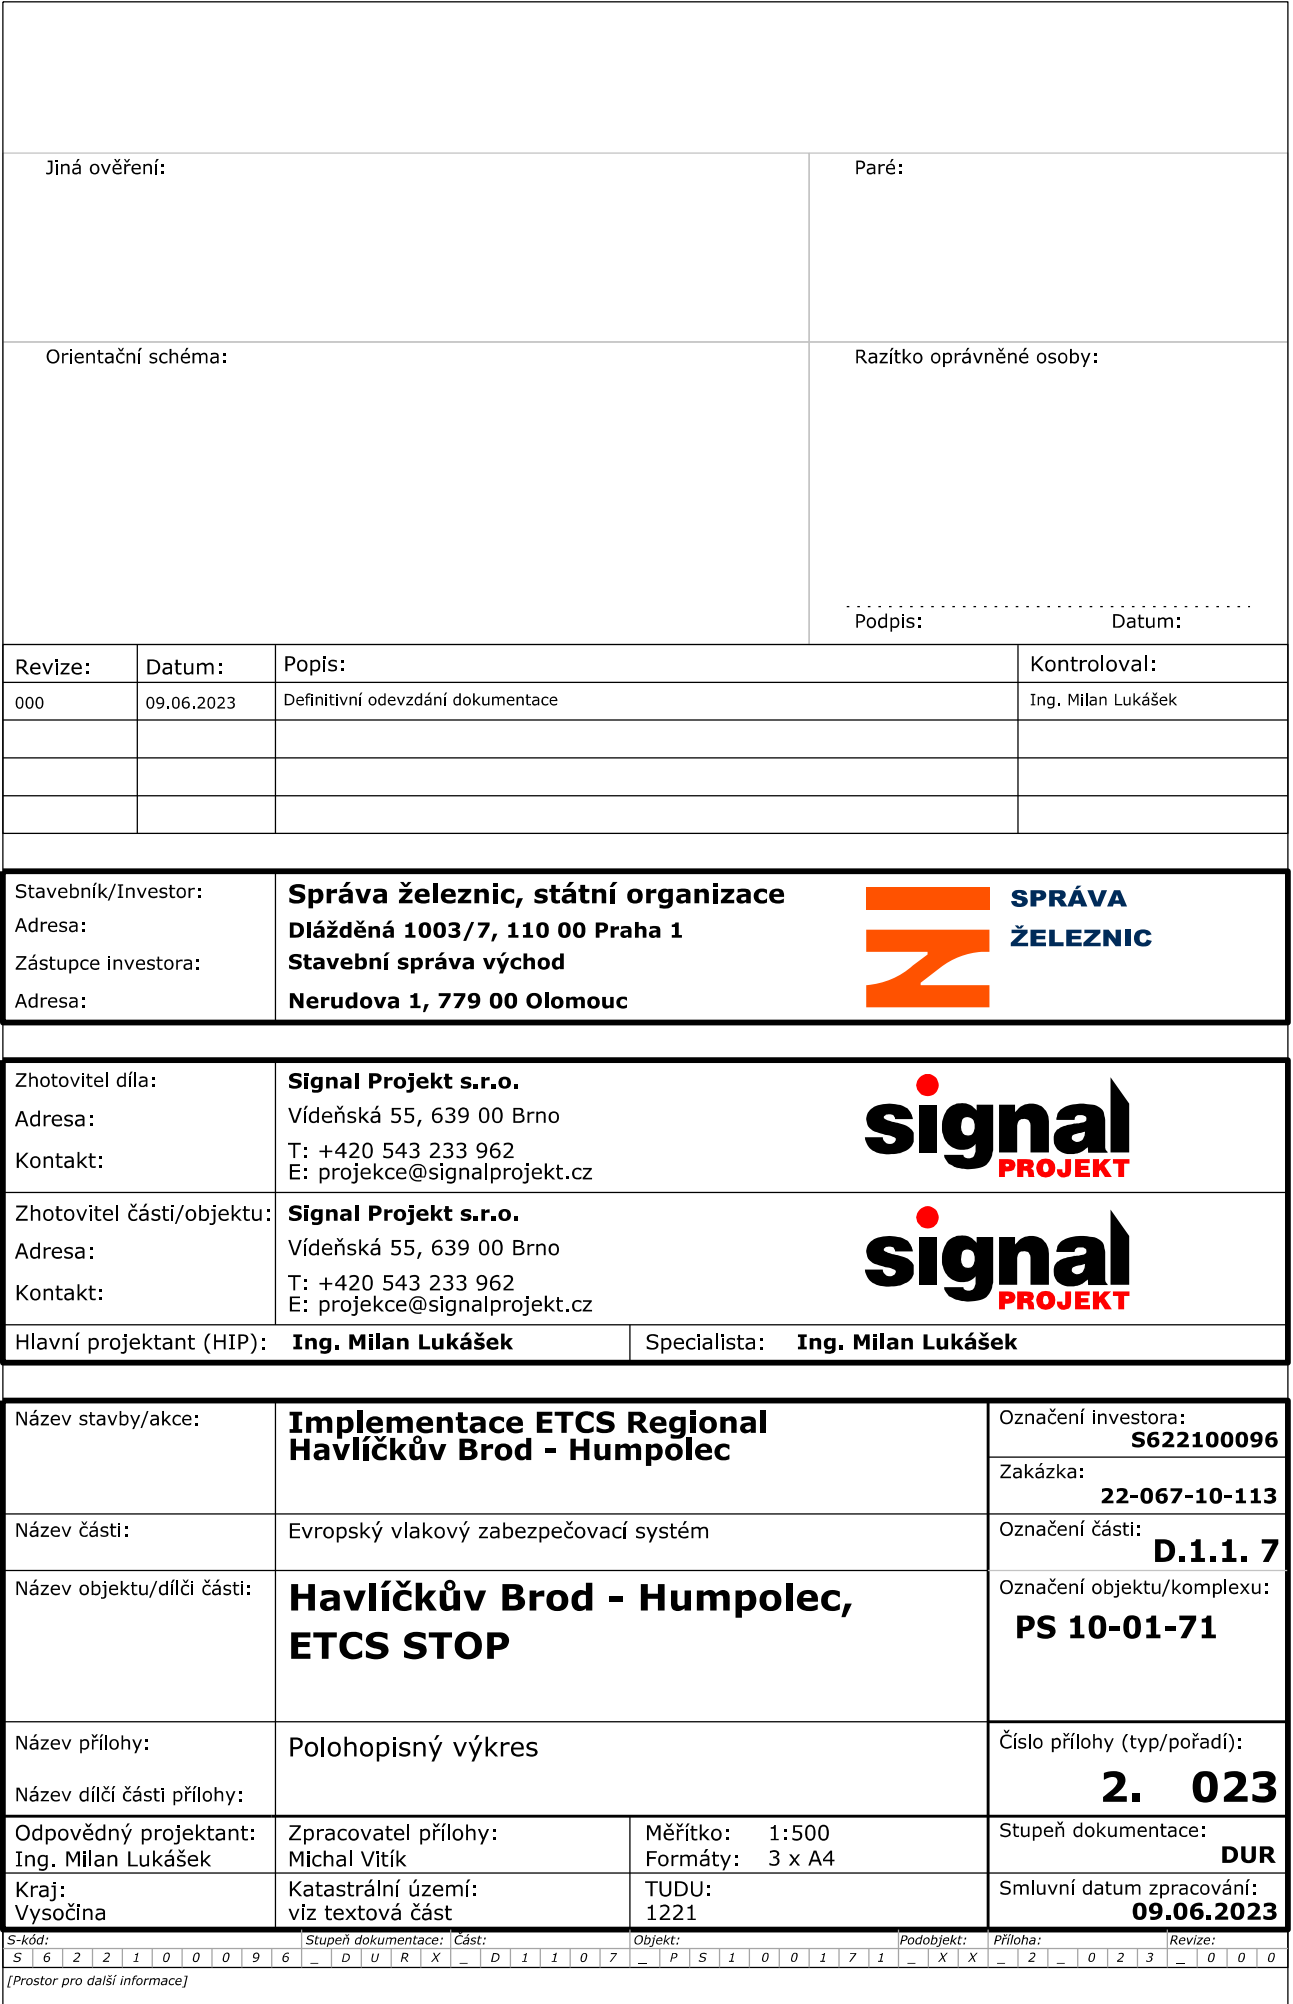 Jiná ověření:
Paré:
Orientační schéma:
Razítko oprávněné osoby:
Podpis: Datum:
Revize: Datum: Popis: Kontroloval:
000 09.06.2023 Definitivní odevzdání dokumentace Ing. Milan Lukášek
Stavebník/Investor: Správa železnic, státní organizace
Adresa: Dlážděná 1003/7, 110 00 Praha 1
Zástupce investora: Stavební správa východ
Adresa: Nerudova 1, 779 00 Olomouc
SPRÁVA
ŽELEZNIC
Zhotovitel díla: Signal Projekt s.r.o.
Adresa: Vídeňská 55, 639 00 Brno
Kontakt: T: +420 543 233 962
E: projekce@signalprojekt.cz
signal
PROJEKT
Zhotovitel části/objektu: Signal Projekt s.r.o.
Adresa: Vídeňská 55, 639 00 Brno
Kontakt: T: +420 543 233 962
E: projekce@signalprojekt.cz
signal
PROJEKT
Hlavní projektant (HIP): Ing. Milan Lukášek Specialista: Ing. Milan Lukášek
Název stavby/akce: Implementace ETCS Regional
Havlíčkův Brod - Humpolec
Označení investora:
S622100096
Zakázka:
22-067-10-113
Název části: Evropský vlakový zabezpečovací systém
Označení části:
D.1.1. 7
Název objektu/dílči části: Havlíčkův Brod - Humpolec,
ETCS STOP
Označení objektu/komplexu:
PS 10-01-71
Název přílohy: Polohopisný výkres
Název dílčí části přílohy:
Číslo přílohy (typ/pořadí):
2. 023
Odpovědný projektant: Zpracovatel přílohy: Měřítko: 1:500
Ing. Milan Lukášek Michal Vitík Formáty: 3 x A4
Stupeň dokumentace:
DUR
Kraj: Katastrální území: TUDU:
Vysočina viz textová část 1221
Smluvní datum zpracování:
09.06.2023
S-kód: Stupeň dokumentace: Část: Objekt: Podobjekt: Příloha: Revize:
S 6 2 2 1 0 0 0 9 6 _ D U R X _ D 1 1 0 7 _ P S 1 0 0 1 7 1 _ X X _ 2 _ 0 2 3 _ 0 0 0
[Prostor pro další informace]